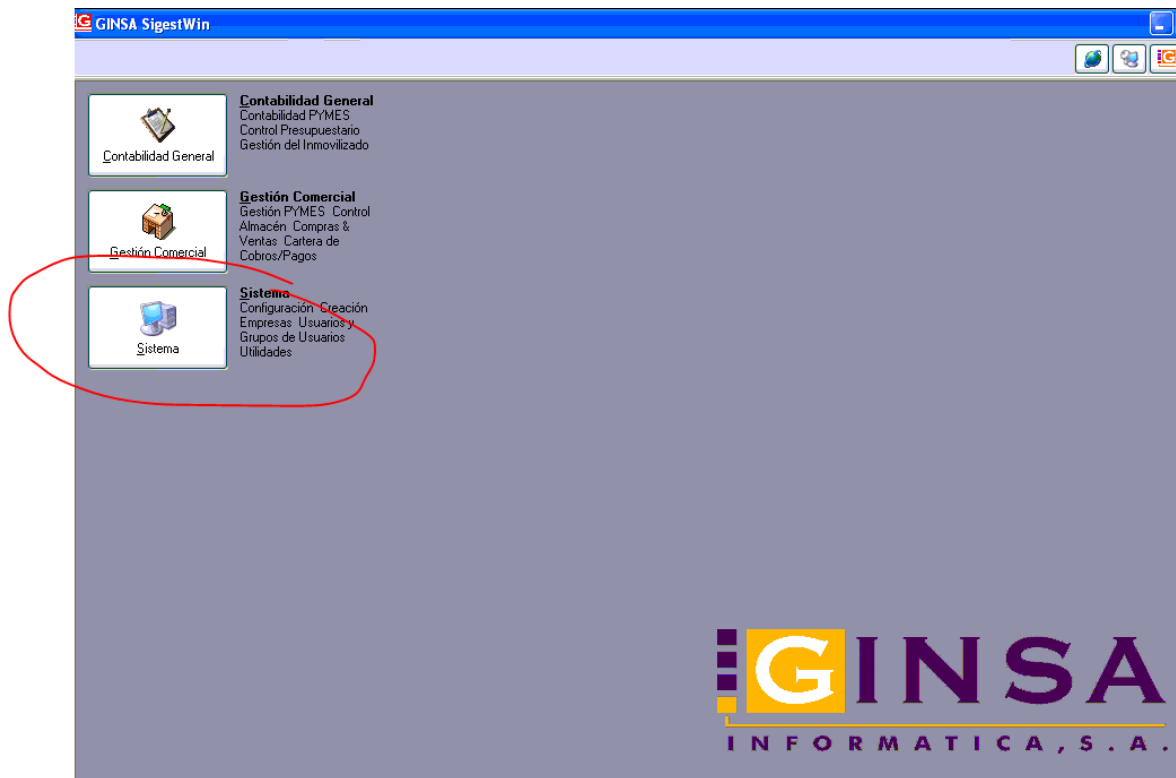 GINSA SigestWin
Contabilidad General
Contabilidad General
Contabilidad PYMES
Control Presupuestario
Gestión del Inmovilizado
Gestión Comercial
Gestión Comercial
Gestión PYMES Control
Almacén Compras &
Ventas Cartera de
Cobros/Pagos
Sistema
Sistema
Configuración Creación
Empresas Usuarios y
Grupos de Usuarios
Utilidades
GINSA
INFORMATICA, S.A.